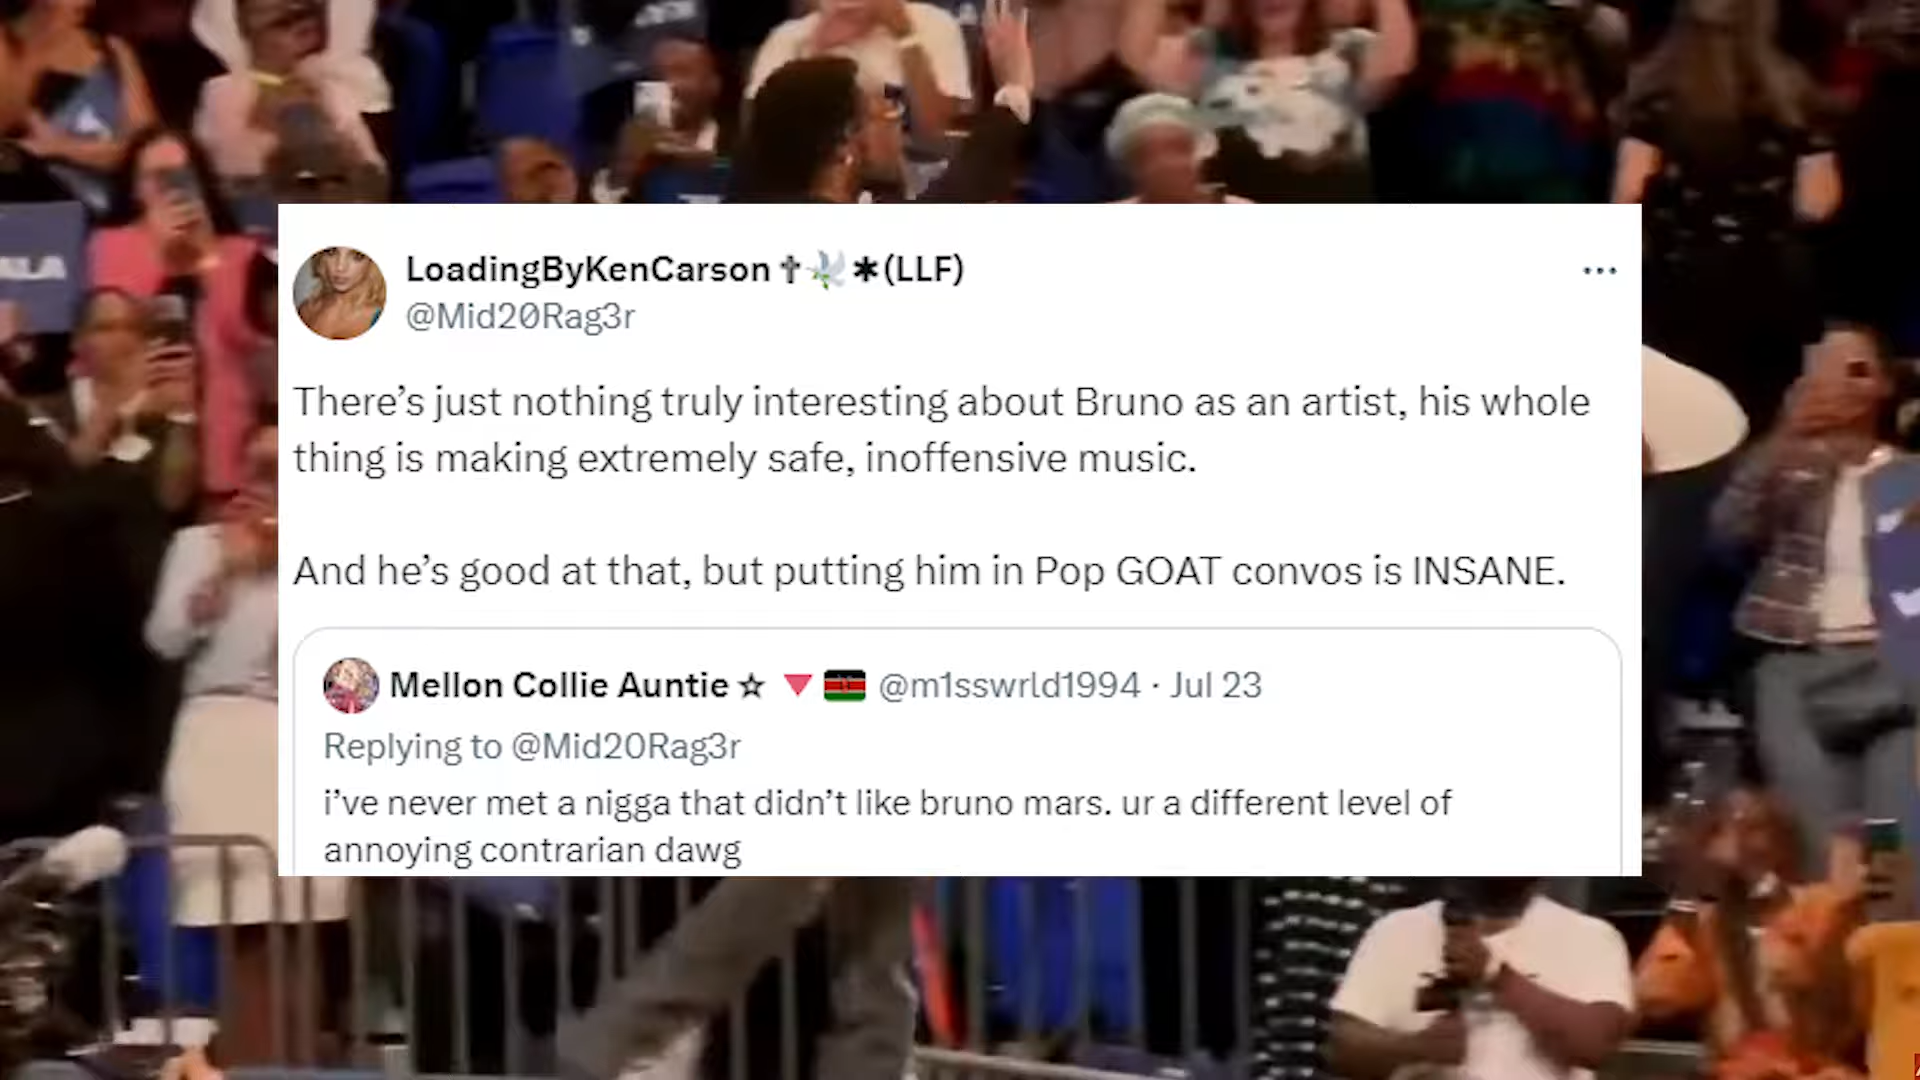 LoadingByKenCarson ✝🕊✱(LLF)
@Mid20Rag3r
There’s just nothing truly interesting about Bruno as an artist, his whole
thing is making extremely safe, inoffensive music.
And he’s good at that, but putting him in Pop GOAT convos is INSANE.
Mellon Collie Auntie ☆ 🔻🇰🇪 @m1sswrld1994 · Jul 23
Replying to @Mid20Rag3r
i’ve never met a nigga that didn’t like bruno mars. ur a different level of
annoying contrarian dawg